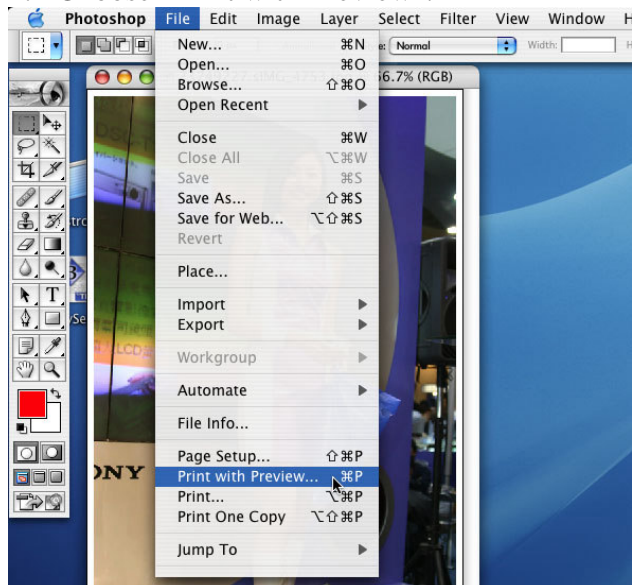 Photoshop File Edit Image Layer Select Filter View Window H
Normal Width:
66.7% (RGB)
New... ⌘N
Open... ⌘O
Browse... ⇧⌘O
Open Recent ▶
Close ⌘W
Close All ⌥⌘W
Save ⌘S
Save As... ⇧⌘S
Save for Web... ⌥⇧⌘S
Revert
Place...
Import ▶
Export ▶
Workgroup ▶
Automate ▶
File Info...
Page Setup... ⇧⌘P
Print with Preview... ⌘P
Print... ⌥⌘P
Print One Copy ⌥⇧⌘P
Jump To ▶
ONY